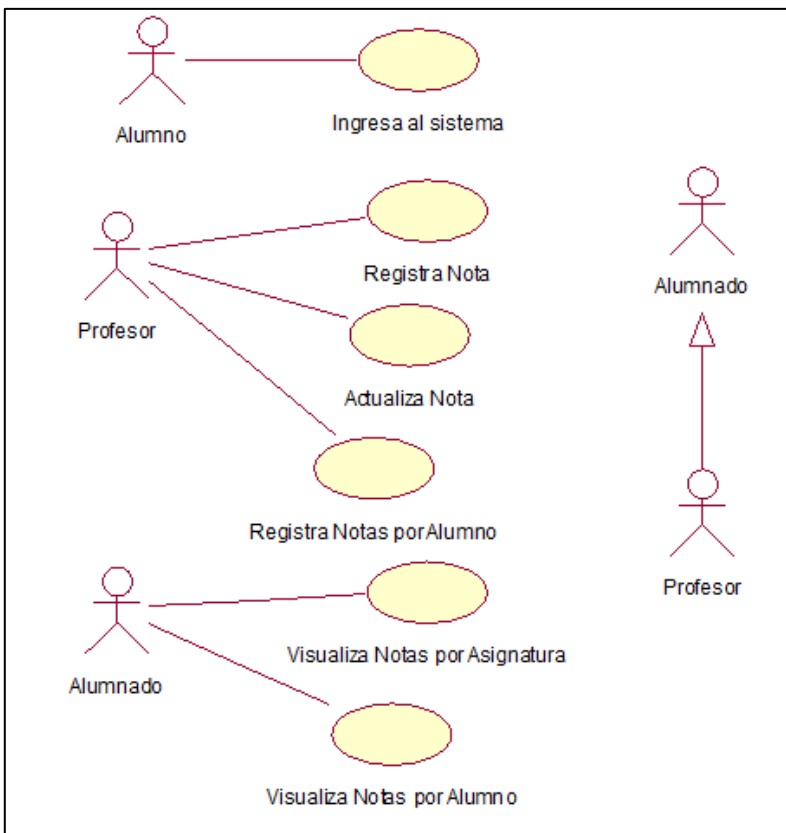 Ingresa al sistema
Alumno
Registra Nota
Alumnado
Profesor
Actualiza Nota
Registra Notas por Alumno
Profesor
Visualiza Notas por Asignatura
Alumnado
Visualiza Notas por Alumno